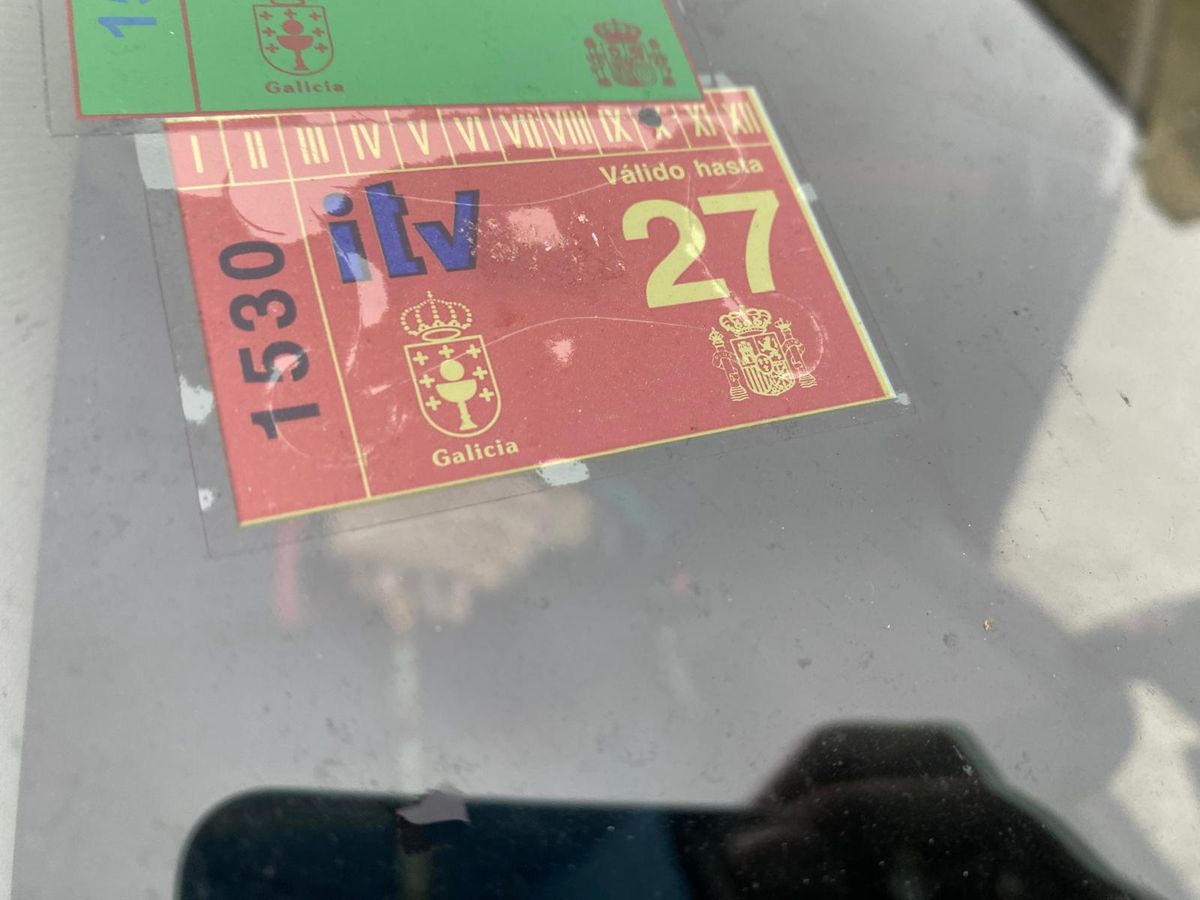 Galicia
I II III IV V VI VII VIII IX X XI XII
Válido hasta
itv
27
1530
Galicia